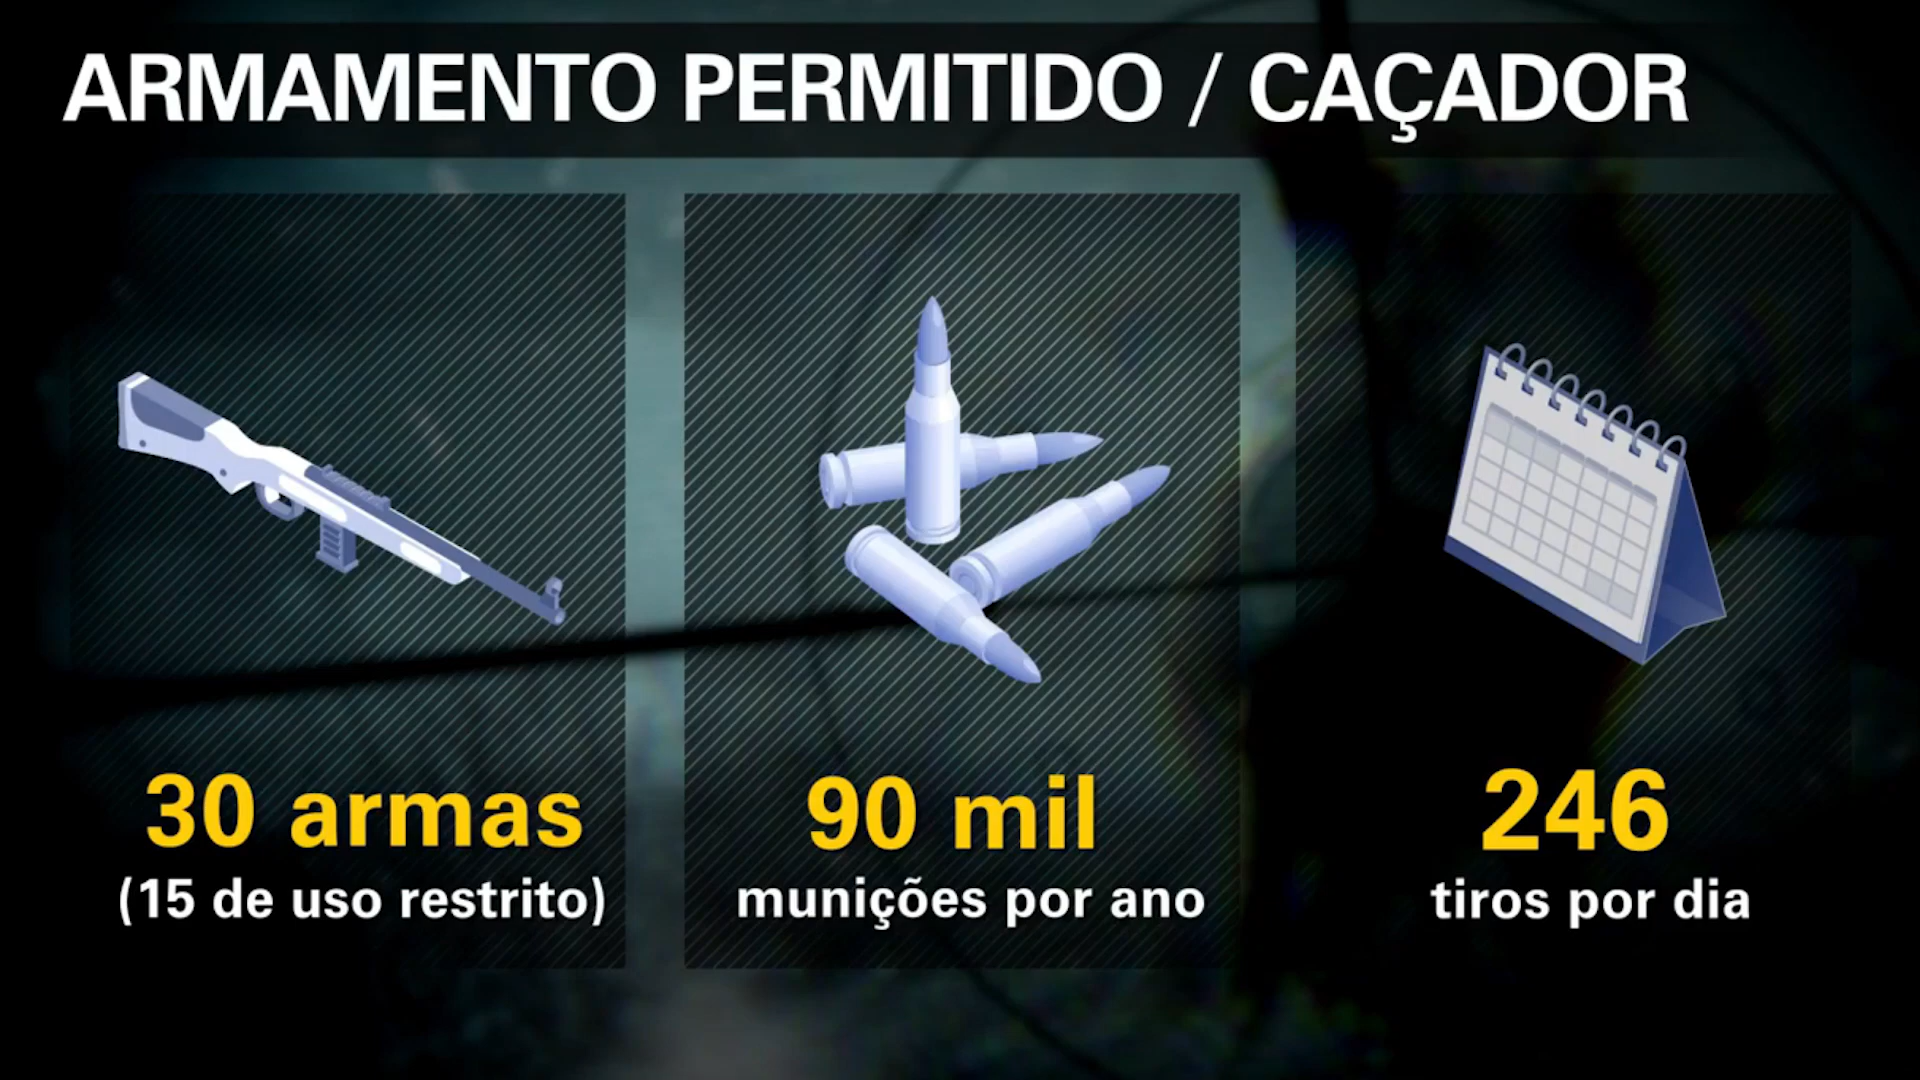 ARMAMENTO PERMITIDO / CAÇADOR
30 armas
(15 de uso restrito)
90 mil
munições por ano
246
tiros por dia